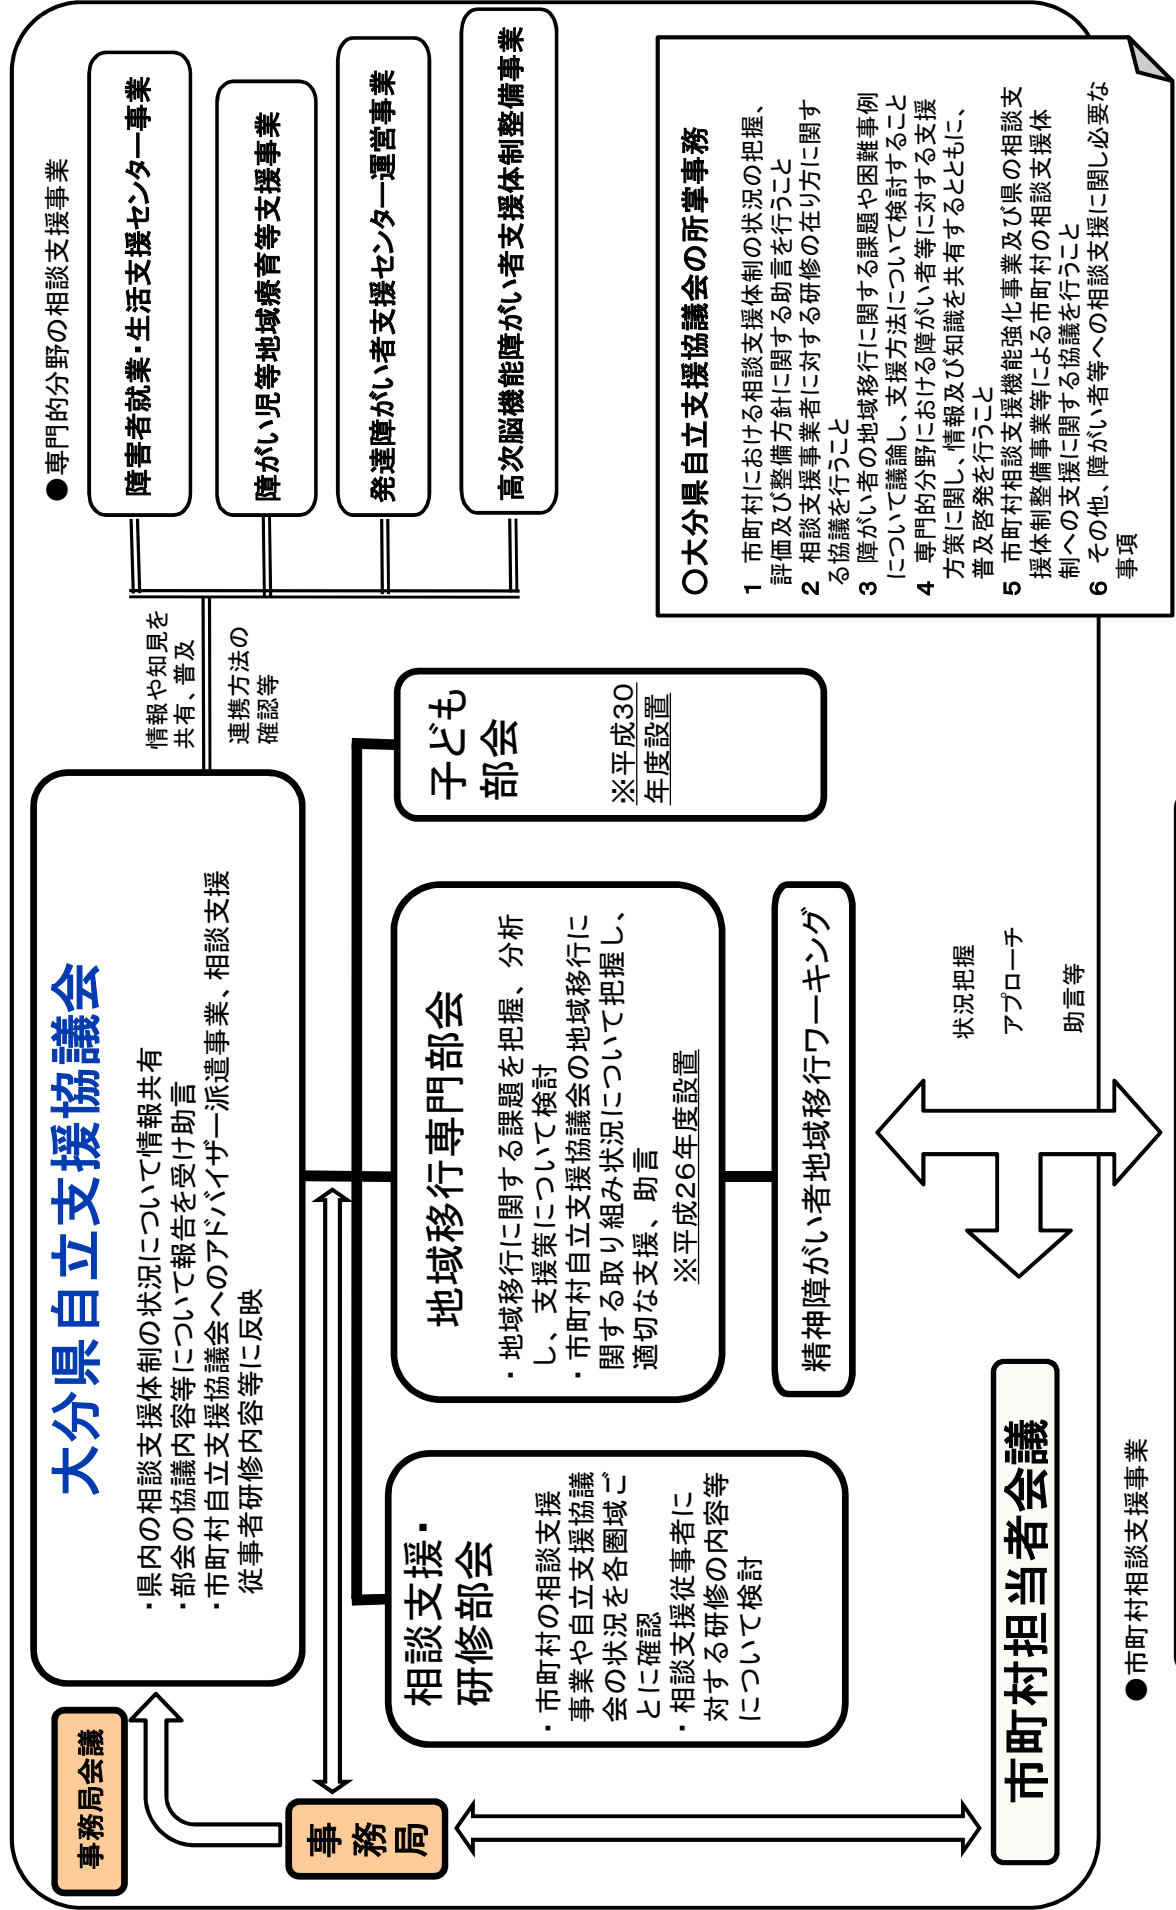 大分県自立支援協議会
・県内の相談支援体制の状況について情報共有
・部会の協議内容等について報告を受け助言
・市町村自立支援協議会へのアドバイザー派遣事業、相談支援
従事者研修内容等に反映
事務局会議
事
務
局
情報や知見を
共有、普及
連携方法の
確認等
●専門的分野の相談支援事業
障害者就業・生活支援センター事業
障がい児等地域療育等支援事業
発達障がい者支援センター運営事業
高次脳機能障がい者支援体制整備事業
相談支援・
研修部会
・市町村の相談支援
事業や自立支援協議
会の状況を各圏域ご
とに確認
・相談支援従事者に
対する研修の内容等
について検討
地域移行専門部会
・地域移行に関する課題を把握、分析
し、支援策について検討
・市町村自立支援協議会の地域移行に
関する取り組み状況について把握し、
適切な支援、助言
※平成26年度設置
子ども
部会
※平成30
年度設置
精神障がい者地域移行ワーキング
〇大分県自立支援協議会の所掌事務
1 市町村における相談支援体制の状況の把握、
評価及び整備方針に関する助言を行うこと
2 相談支援事業者に対する研修の在り方に関す
る協議を行うこと
3 障がい者の地域移行に関する課題や困難事例
について議論し、支援方法について検討すること
4 専門的分野における障がい者等に対する支援
方策に関し、情報及び知識を共有するとともに、
普及啓発を行うこと
5 市町村相談支援機能強化事業及び県の相談支
援体制整備事業等による市町村の相談支援体
制への支援に関する協議を行うこと
6 その他、障がい者等への相談支援に関し必要な
事項
状況把握
アプローチ
助言等
市町村担当者会議
●市町村相談支援事業